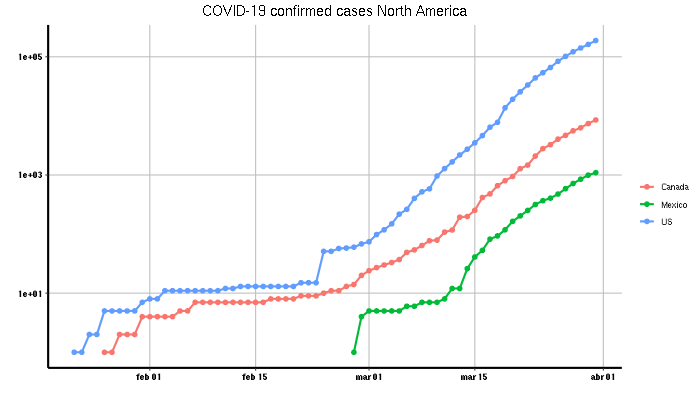 COVID-19 confirmed cases North America
1e+05
1e+03
1e+01
feb 01
feb 15
mar 01
mar 15
abr 01
Canada
Mexico
US